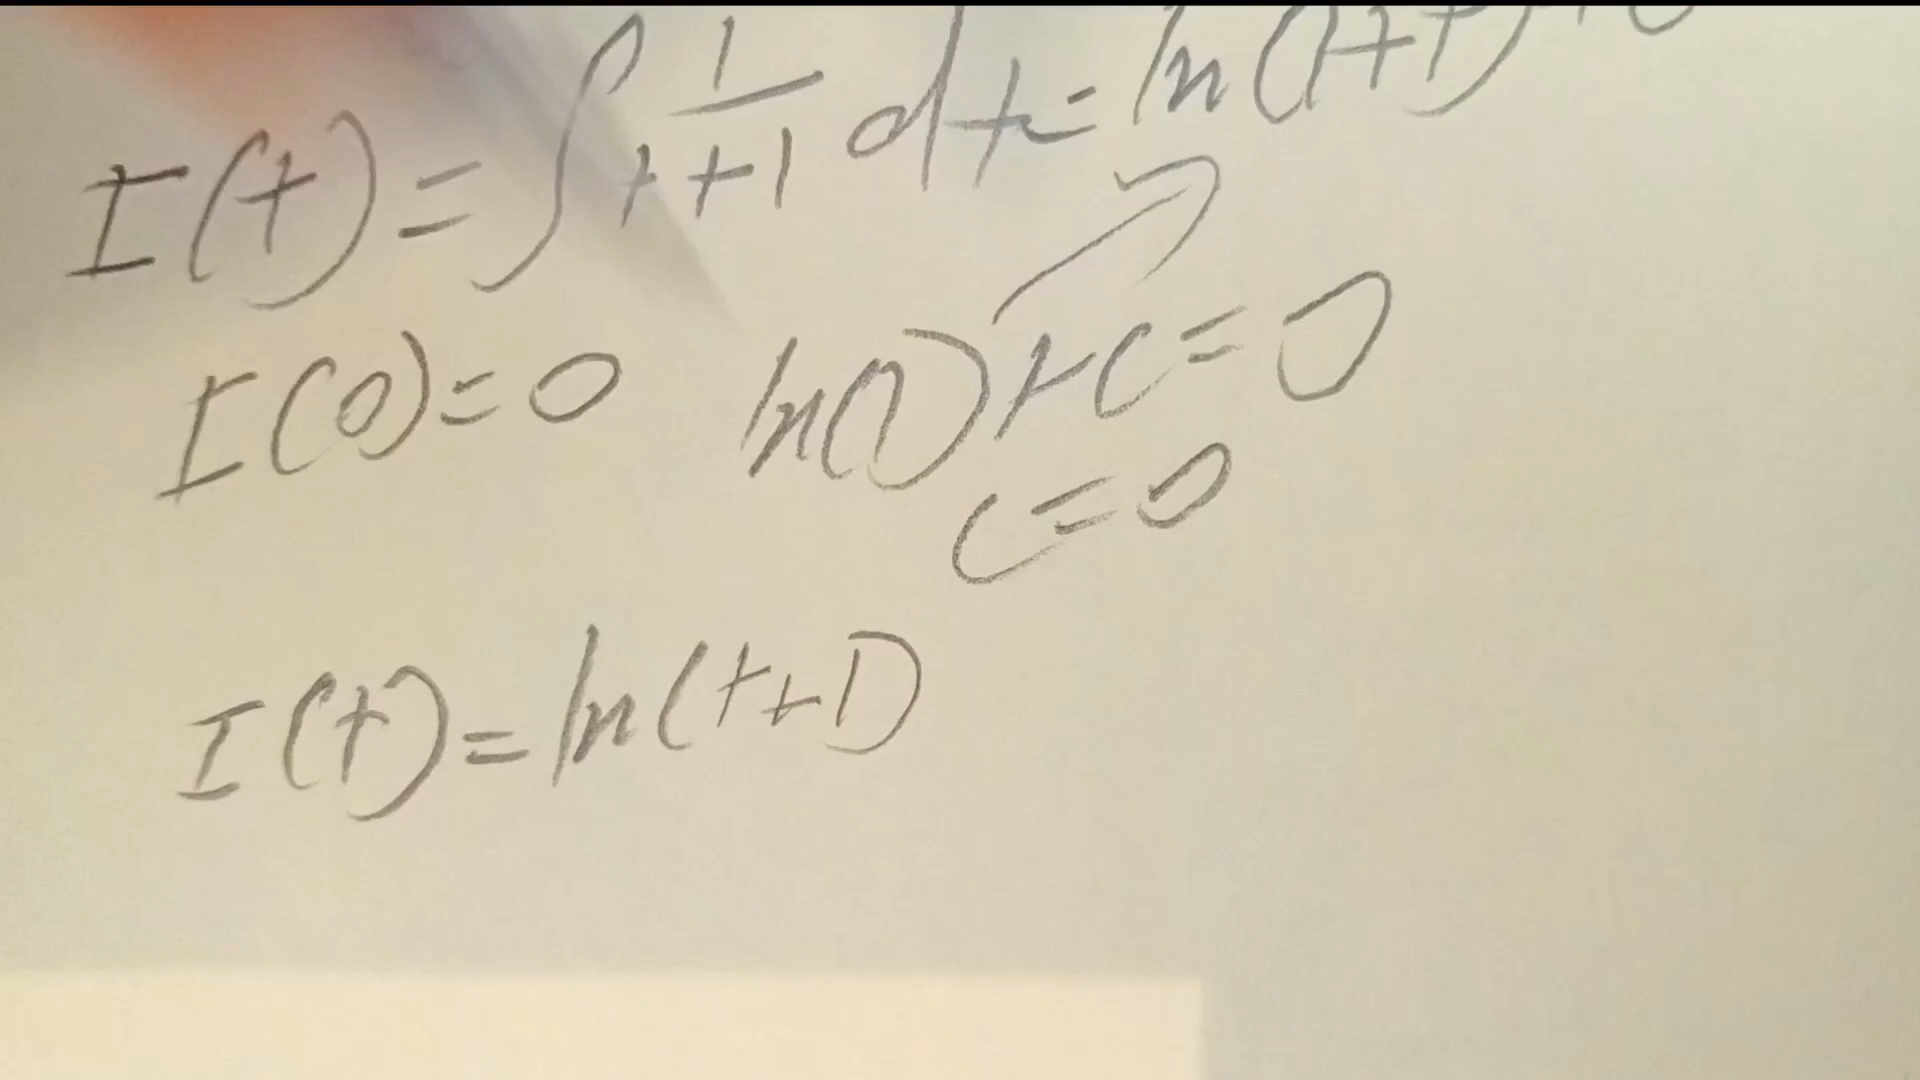 I(t) = ∫ 1/(t+1) dt = ln(1+t) + C
I(0) = 0 ln(1) + C = 0
C = 0
I(t) = ln(t+1)